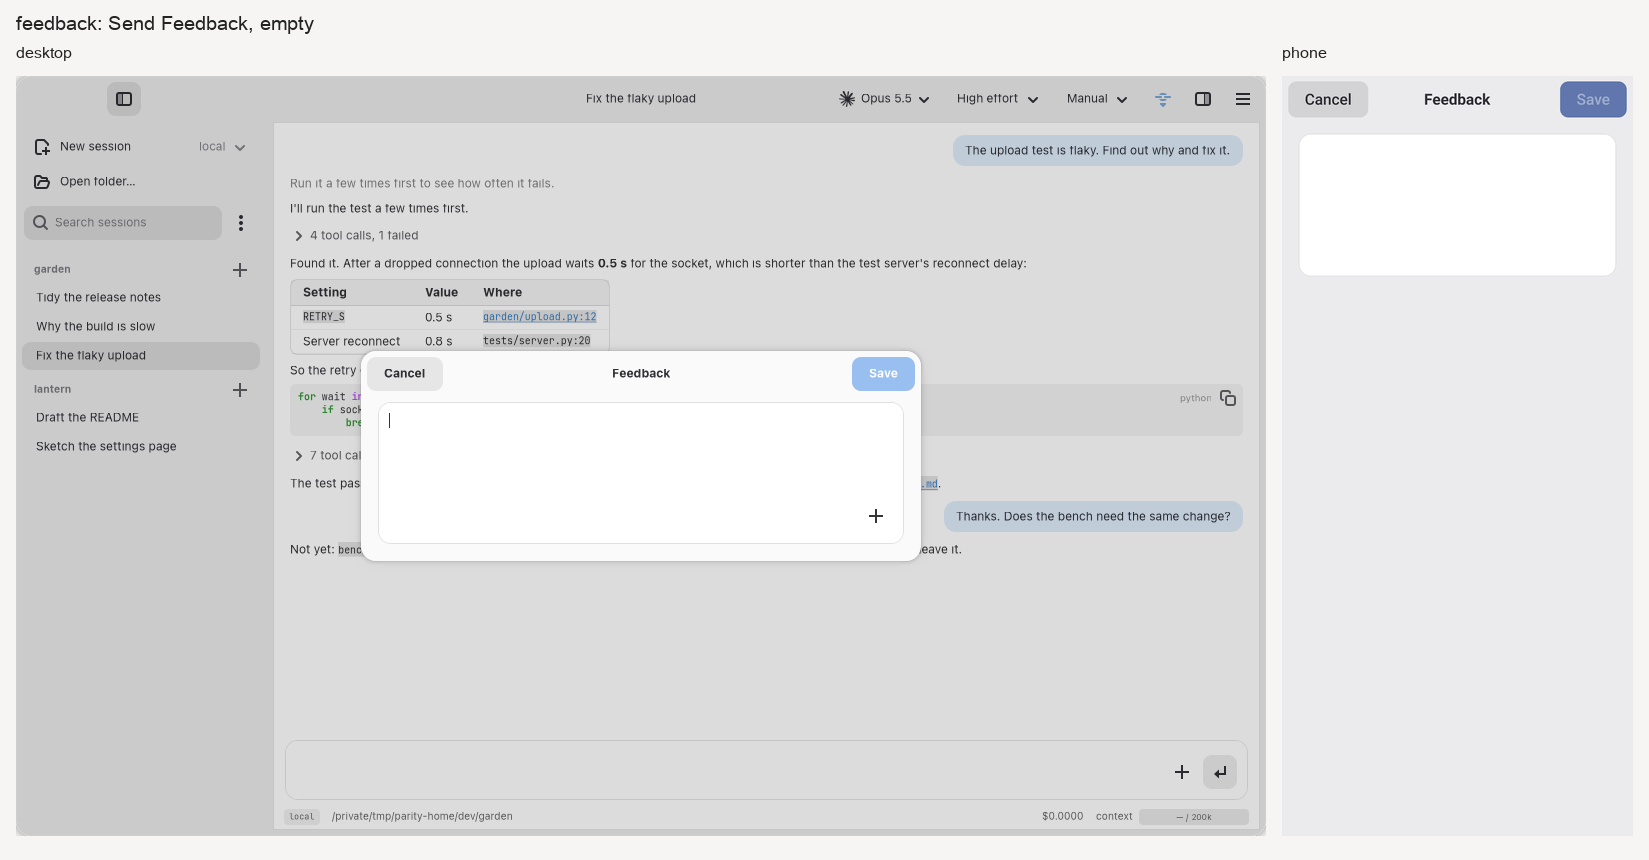 feedback: Send Feedback, empty
desktop
phone
Fix the flaky upload
Opus 5.5
High effort
Manual
New session
local
Open folder...
Search sessions
garden
Tidy the release notes
Why the build is slow
Fix the flaky upload
lantern
Draft the README
Sketch the settings page
The upload test is flaky. Find out why and fix it.
Run it a few times first to see how often it fails.
I'll run the test a few times first.
4 tool calls, 1 failed
Found it. After a dropped connection the upload waits 0.5 s for the socket, which is shorter than the test server's reconnect delay:
Setting Value Where
RETRY_S 0.5 s garden/upload.py:12
Server reconnect 0.8 s tests/server.py:20
So the retry
for wait in
if sock
bre
python
7 tool cal
The test pas
.md.
Thanks. Does the bench need the same change?
Not yet: benc
eave it.
Cancel
Feedback
Save
local
/private/tmp/parity-home/dev/garden
$0.0000
context
— / 200k
Cancel
Feedback
Save